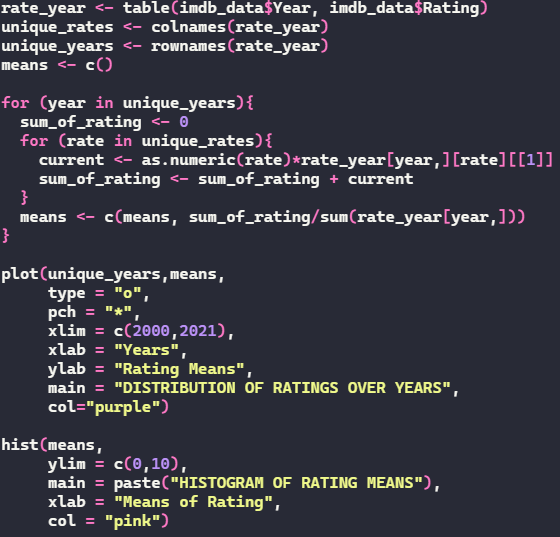 rate_year <- table(imdb_data$Year, imdb_data$Rating)
unique_rates <- colnames(rate_year)
unique_years <- rownames(rate_year)
means <- c()

for (year in unique_years){
  sum_of_rating <- 0
  for (rate in unique_rates){
    current <- as.numeric(rate)*rate_year[year,][rate][[1]]
    sum_of_rating <- sum_of_rating + current
  }
  means <- c(means, sum_of_rating/sum(rate_year[year,]))
}

plot(unique_years,means,
     type = "o",
     pch = "*",
     xlim = c(2000,2021),
     xlab = "Years",
     ylab = "Rating Means",
     main = "DISTRIBUTION OF RATINGS OVER YEARS",
     col="purple")

hist(means,
     ylim = c(0,10),
     main = paste("HISTOGRAM OF RATING MEANS"),
     xlab = "Means of Rating",
     col = "pink")